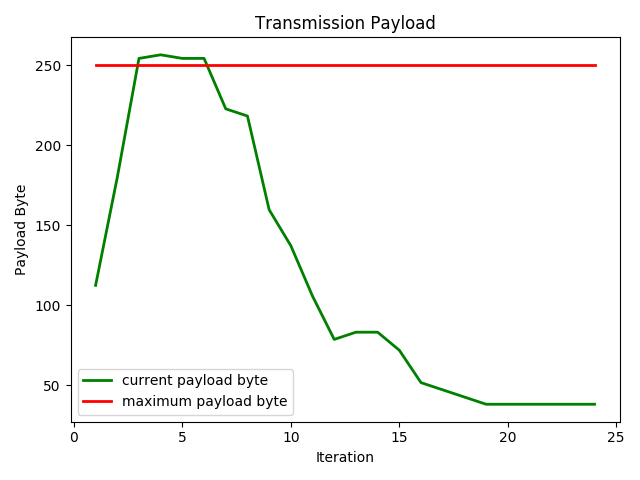 Transmission Payload
Payload Byte
250
200
150
100
50
current payload byte
maximum payload byte
0
5
10
15
20
25
Iteration